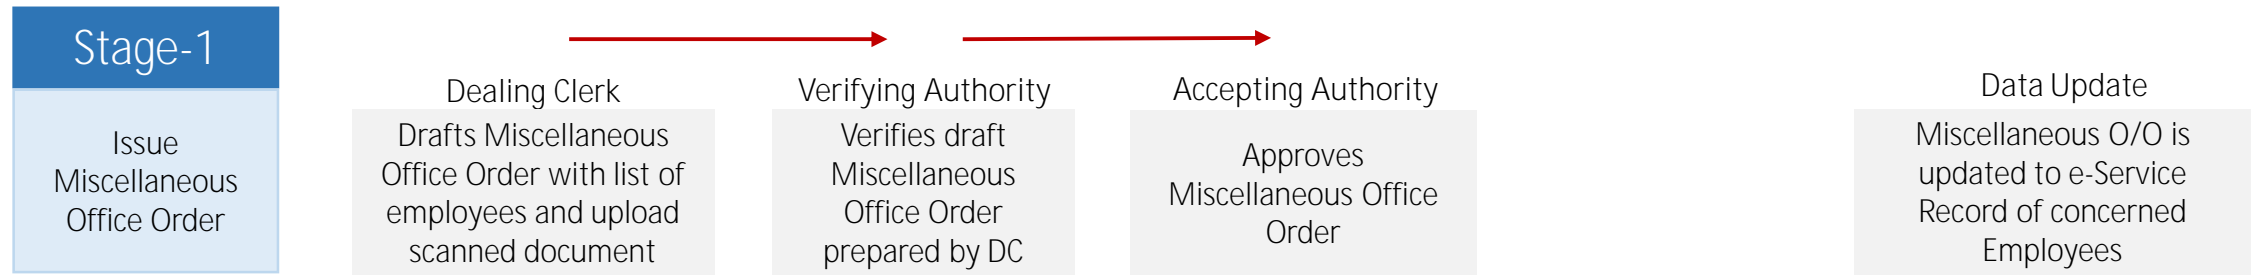 Stage-1
Issue
Miscellaneous
Office Order
Dealing Clerk
Drafts Miscellaneous
Office Order with list of
employees and upload
scanned document
Verifying Authority
Verifies draft
Miscellaneous
Office Order
prepared by DC
Accepting Authority
Approves
Miscellaneous Office
Order
Data Update
Miscellaneous O/O is
updated to e-Service
Record of concerned
Employees